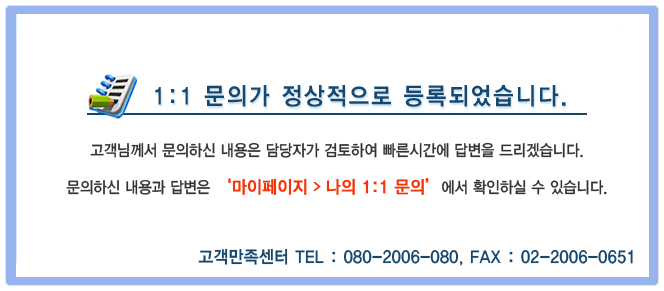 1:1 문의가 정상적으로 등록되었습니다.
고객님께서 문의하신 내용은 담당자가 검토하여 빠른시간에 답변을 드리겠습니다.
문의하신 내용과 답변은 ‘마이페이지 > 나의 1:1 문의’ 에서 확인하실 수 있습니다.
고객만족센터 TEL : 080-2006-080, FAX : 02-2006-0651